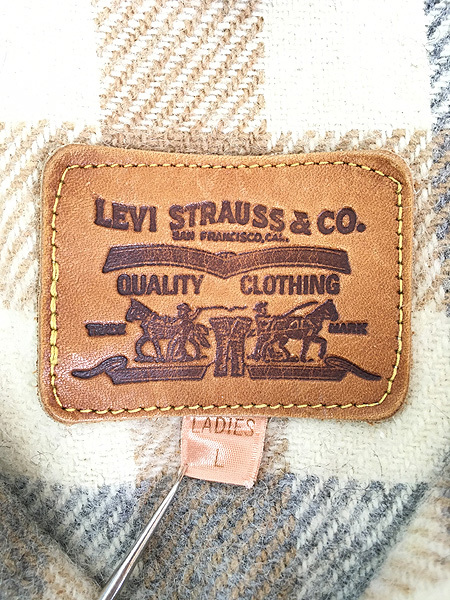 LEVI STRAUSS & CO.
SAN FRANCISCO, CAL.
QUALITY CLOTHING
TRADE MARK
LADIES
L